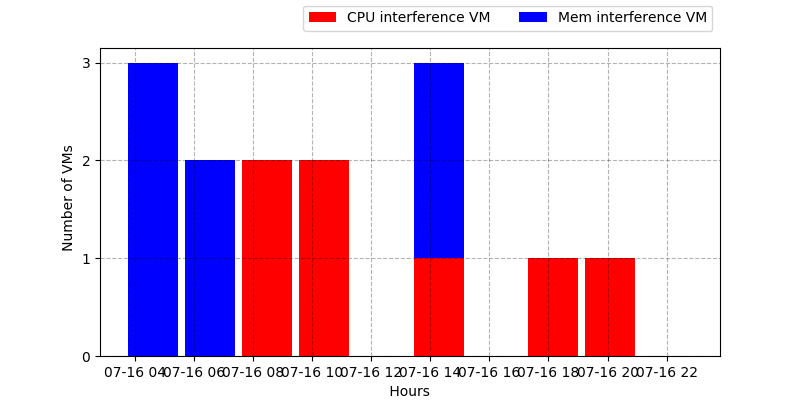 CPU interference VM Mem interference VM
3
2
1
0
Number of VMs
07-16 04 07-16 06 07-16 08 07-16 10 07-16 12 07-16 14 07-16 16 07-16 18 07-16 20 07-16 22
Hours